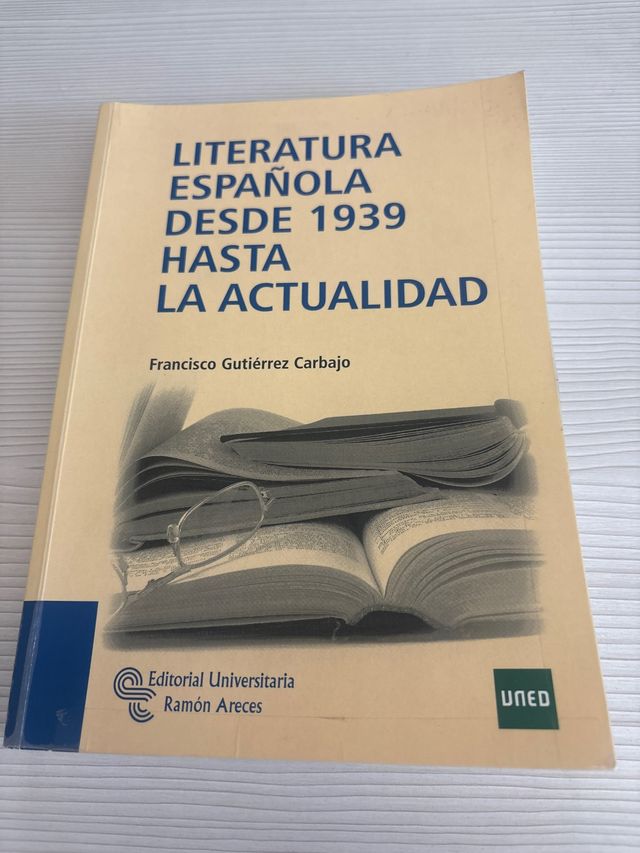 LITERATURA
ESPAÑOLA
DESDE 1939
HASTA
LA ACTUALIDAD
Francisco Gutiérrez Carbajo
Editorial Universitaria
Ramón Areces
UNED